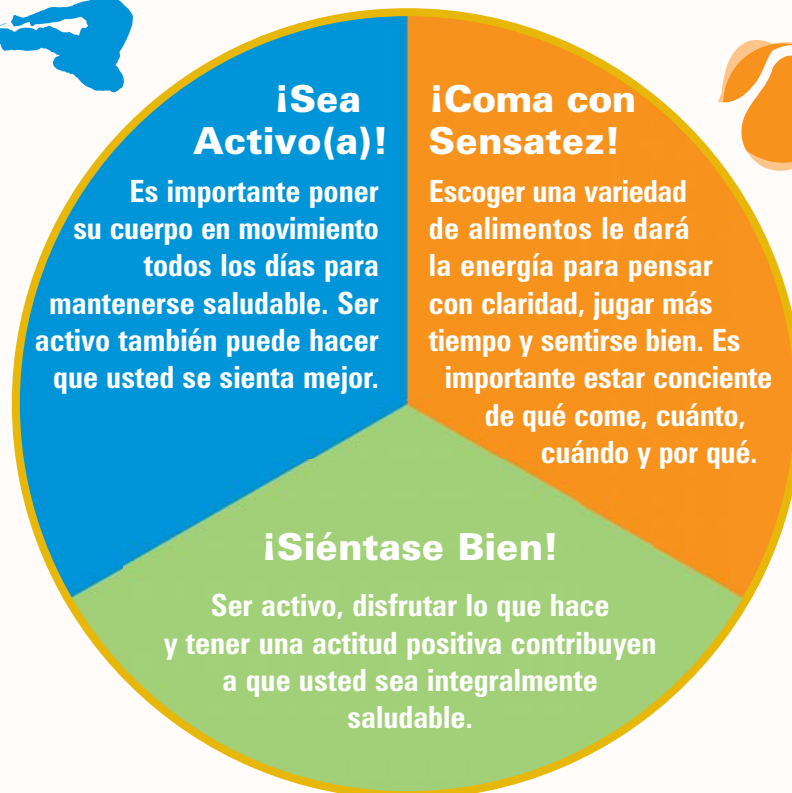 ¡Sea
Activo(a)!
Es importante poner
su cuerpo en movimiento
todos los días para
mantenerse saludable. Ser
activo también puede hacer
que usted se sienta mejor.
¡Coma con
Sensatez!
Escoger una variedad
de alimentos le dará
la energía para pensar
con claridad, jugar más
tiempo y sentirse bien. Es
importante estar conciente
de qué come, cuánto,
cuándo y por qué.
¡Siéntase Bien!
Ser activo, disfrutar lo que hace
y tener una actitud positiva contribuyen
a que usted sea integralmente
saludable.